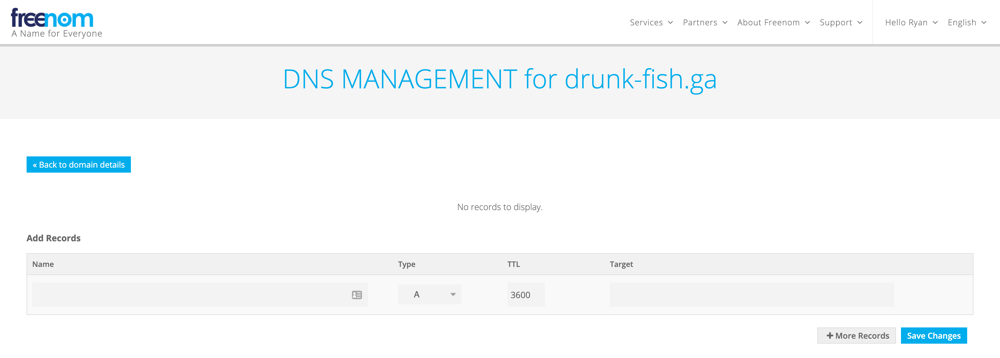 freenom
A Name for Everyone
Services Partners About Freenom Support Hello Ryan English
DNS MANAGEMENT for drunk-fish.ga
« Back to domain details
No records to display.
Add Records
Name Type TTL Target
A 3600
+ More Records Save Changes